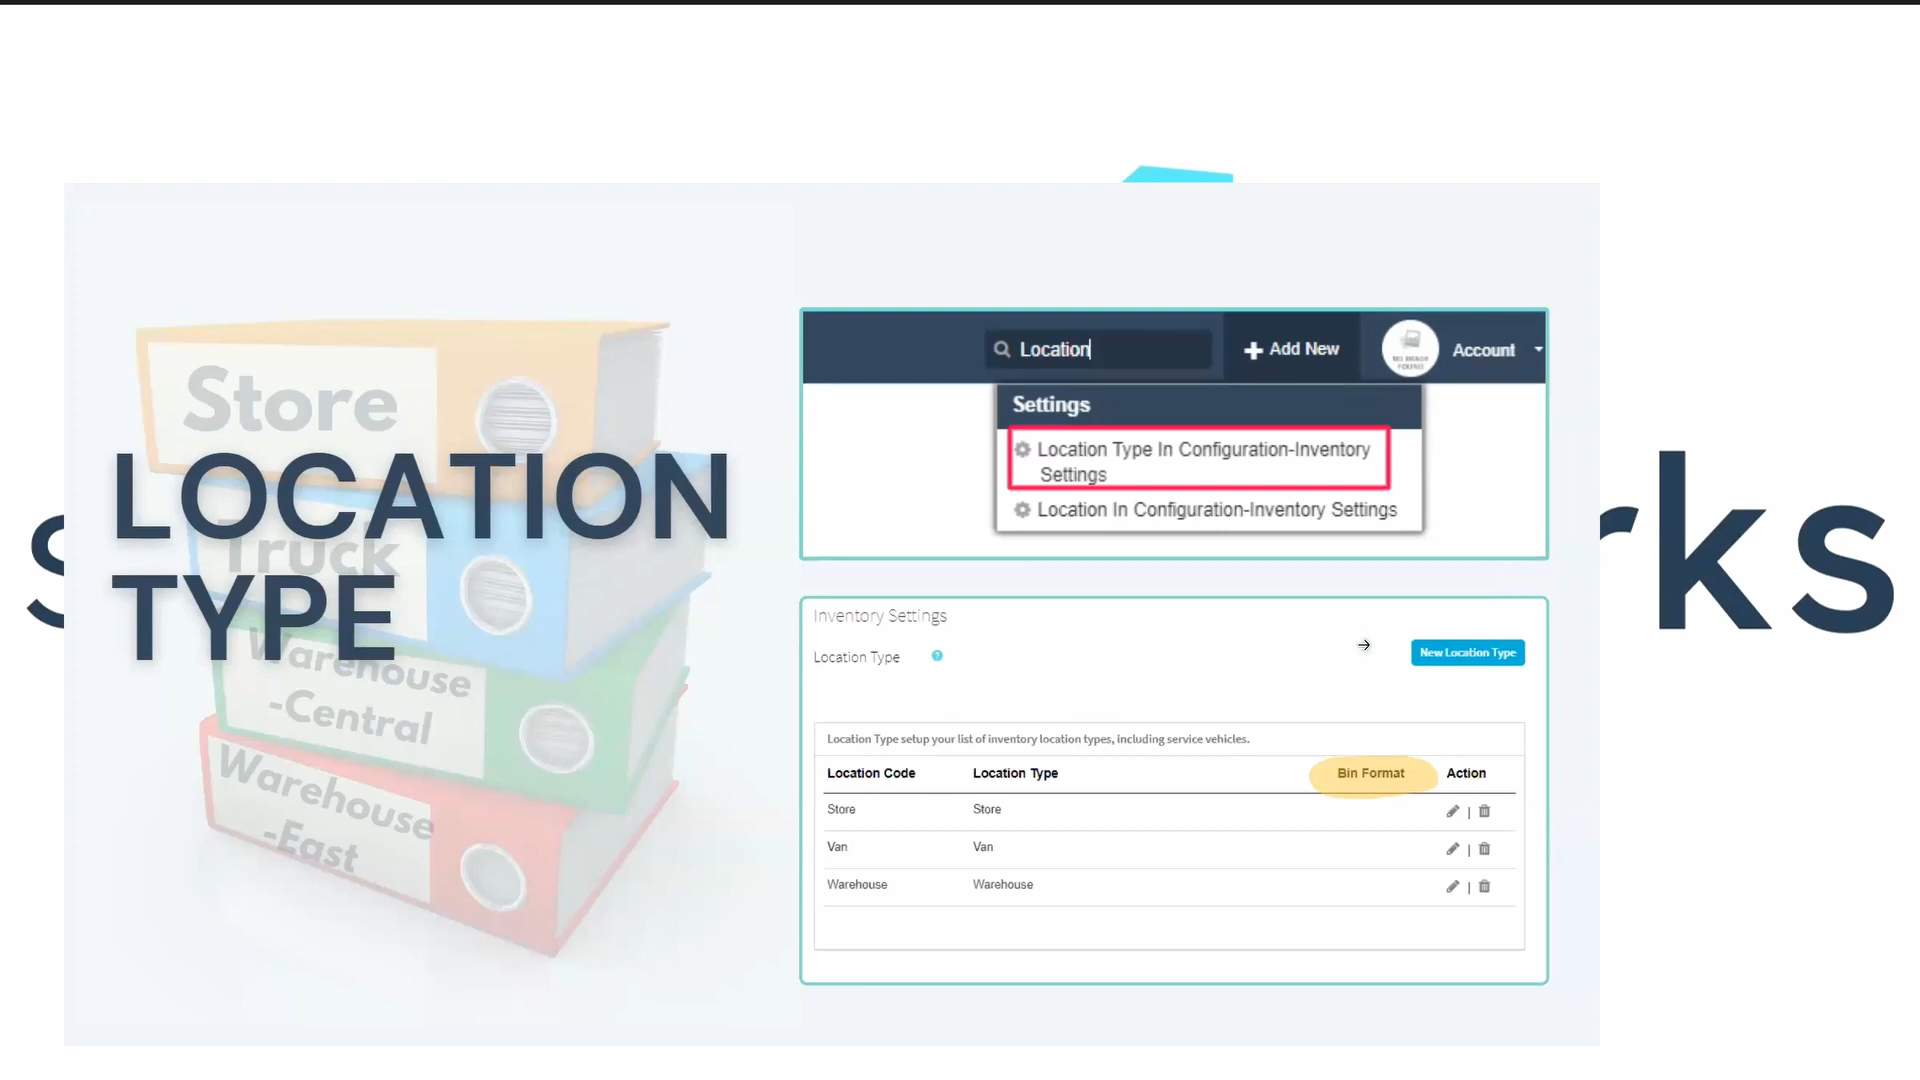 s
rks
Store
Truck
Warehouse
-Central
Warehouse
-East
LOCATION
TYPE
Location
Add New
Account
Settings
Location Type In Configuration-Inventory
Settings
Location In Configuration-Inventory Settings
Inventory Settings
Location Type
?
New Location Type
Location Type setup your list of inventory location types, including service vehicles.
Location Code Location Type Bin Format Action
Store Store |
Van Van |
Warehouse Warehouse |